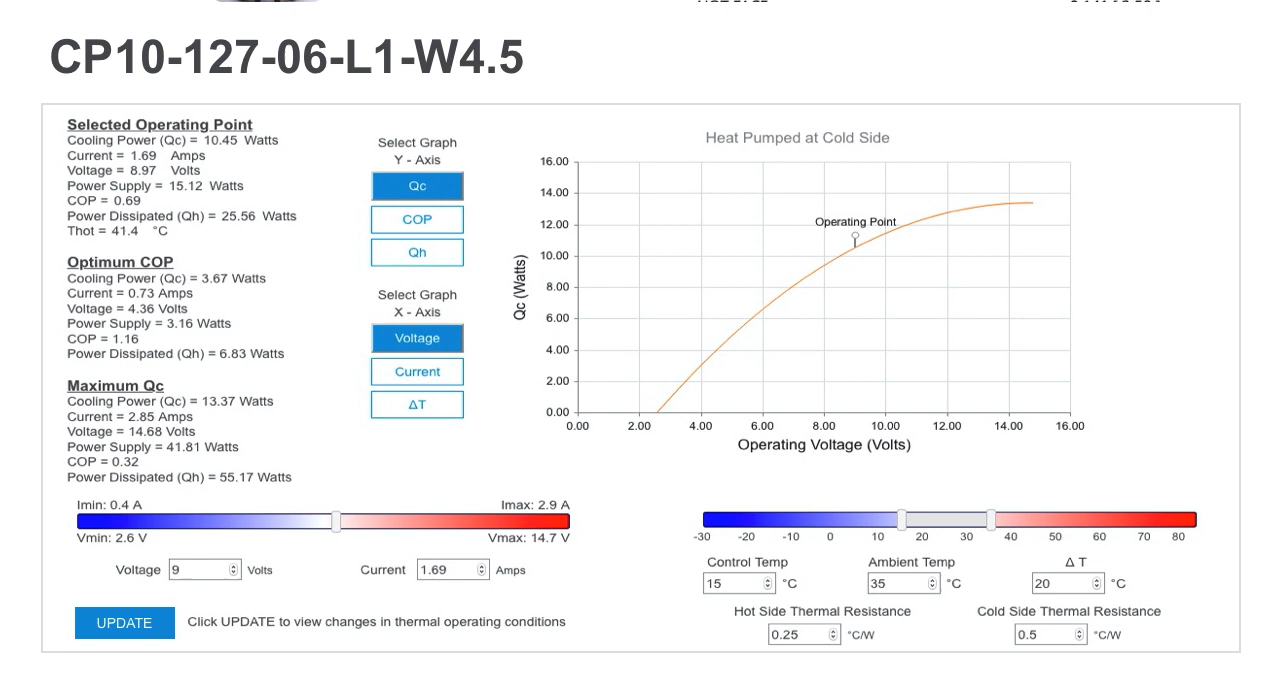 CP10-127-06-L1-W4.5
Selected Operating Point
Cooling Power (Qc) = 10.45 Watts
Current = 1.69 Amps
Voltage = 8.97 Volts
Power Supply = 15.12 Watts
COP = 0.69
Power Dissipated (Qh) = 25.56 Watts
Thot = 41.4 °C
Optimum COP
Cooling Power (Qc) = 3.67 Watts
Current = 0.73 Amps
Voltage = 4.36 Volts
Power Supply = 3.16 Watts
COP = 1.16
Power Dissipated (Qh) = 6.83 Watts
Maximum Qc
Cooling Power (Qc) = 13.37 Watts
Current = 2.85 Amps
Voltage = 14.68 Volts
Power Supply = 41.81 Watts
COP = 0.32
Power Dissipated (Qh) = 55.17 Watts
Select Graph
Y - Axis
Qc
COP
Qh
Select Graph
X - Axis
Voltage
Current
ΔT
Heat Pumped at Cold Side
Qc (Watts)
16.00
14.00
12.00
10.00
8.00
6.00
4.00
2.00
0.00
Operating Point
0.00 2.00 4.00 6.00 8.00 10.00 12.00 14.00 16.00
Operating Voltage (Volts)
Imin: 0.4 A Imax: 2.9 A
Vmin: 2.6 V Vmax: 14.7 V
Voltage 9 Volts Current 1.69 Amps
UPDATE Click UPDATE to view changes in thermal operating conditions
-30 -20 -10 0 10 20 30 40 50 60 70 80
Control Temp Ambient Temp Δ T
15 °C 35 °C 20 °C
Hot Side Thermal Resistance Cold Side Thermal Resistance
0.25 °C/W 0.5 °C/W